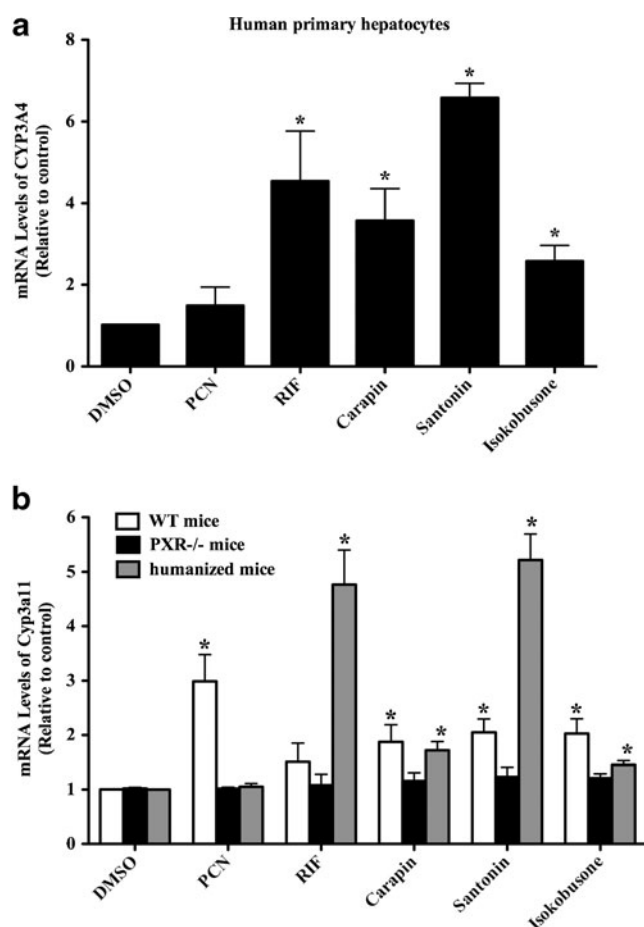 a
Human primary hepatocytes
mRNA Levels of CYP3A4
(Relative to control)
8
6
4
2
0
*
*
*
*
DMSO
PCN
RIF
Carapin
Santonin
Isokobusone
b
WT mice
PXR-/- mice
humanized mice
mRNA Levels of Cyp3a11
(Relative to control)
6
5
4
3
2
1
0
*
*
*
*
*
*
*
*
DMSO
PCN
RIF
Carapin
Santonin
Isokobusone